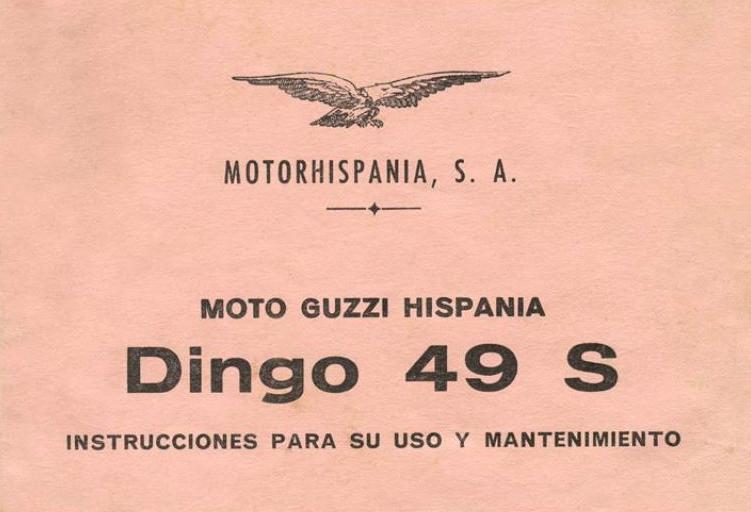 MOTORHISPANIA, S. A.
MOTO GUZZI HISPANIA
Dingo 49 S
INSTRUCCIONES PARA SU USO Y MANTENIMIENTO